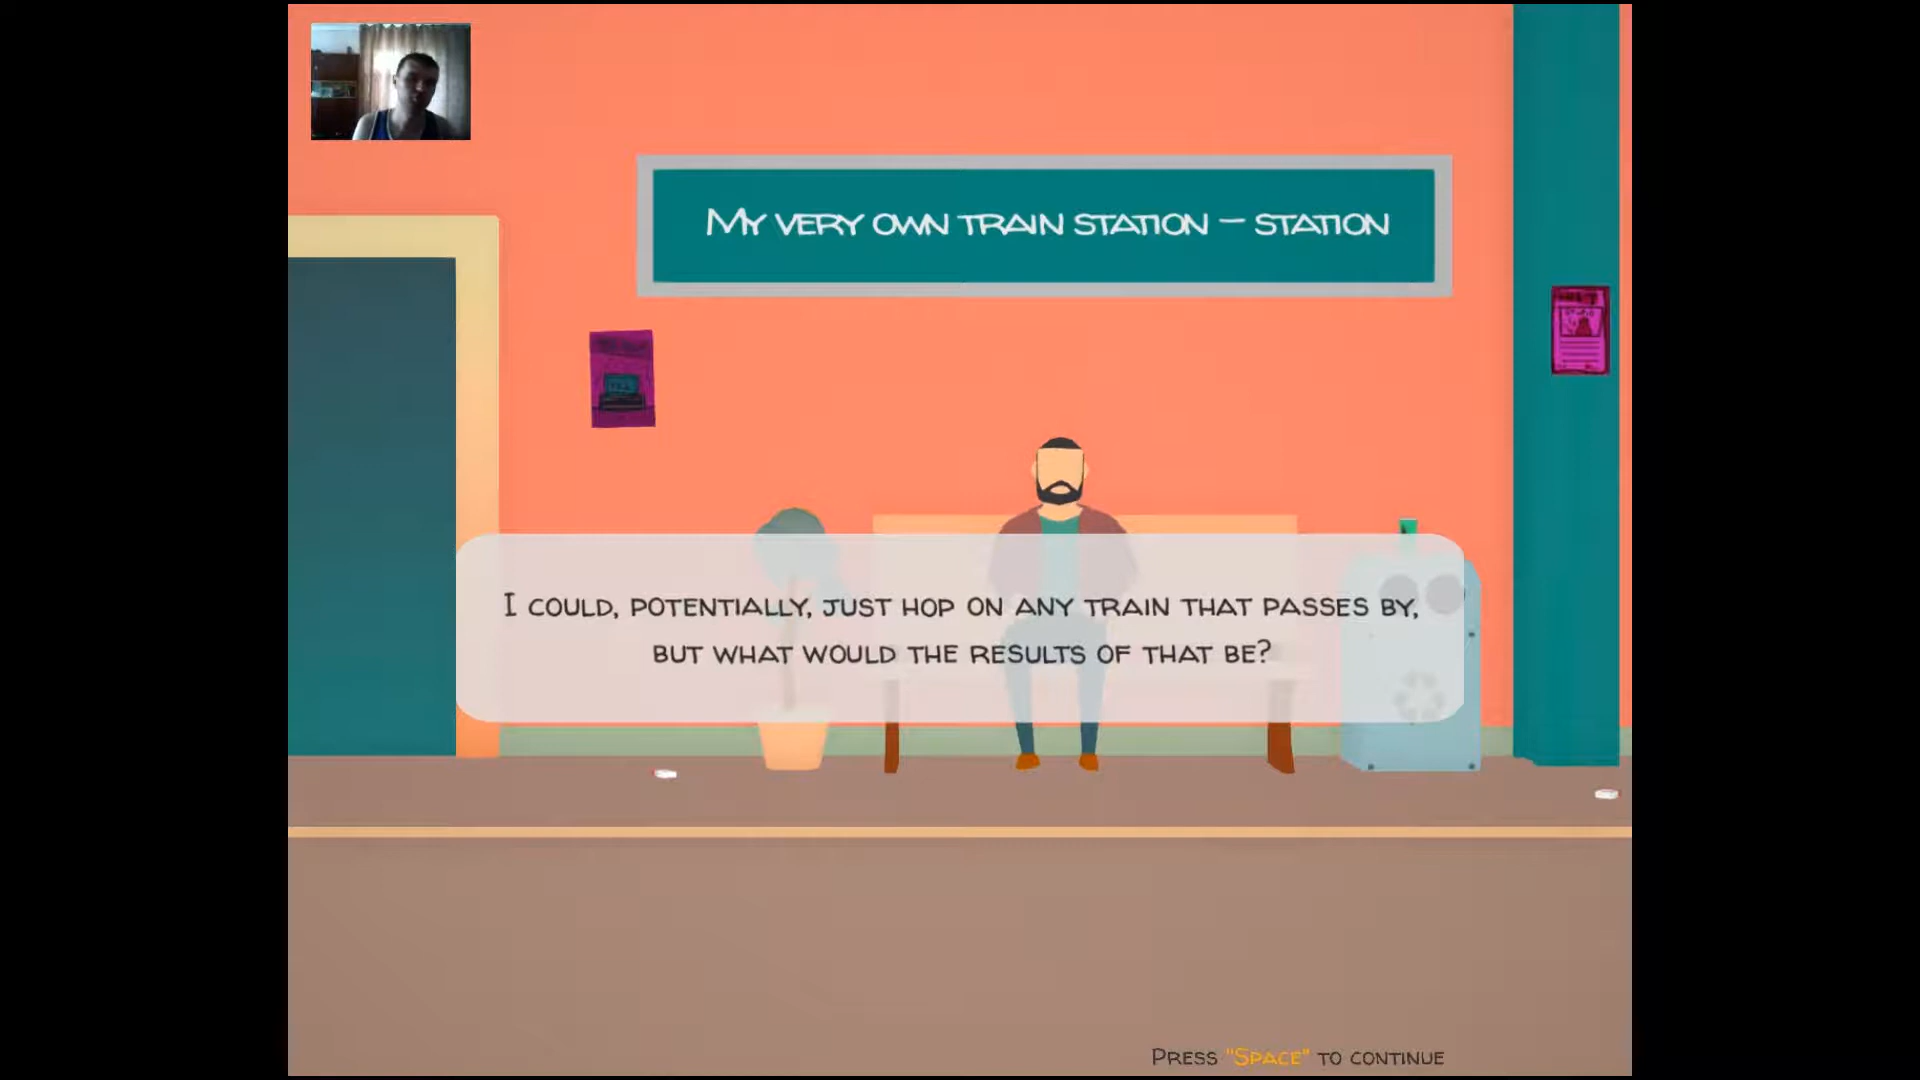 My very own train station – station
I could, potentially, just hop on any train that passes by,
but what would the results of that be?
Press "Space" to continue